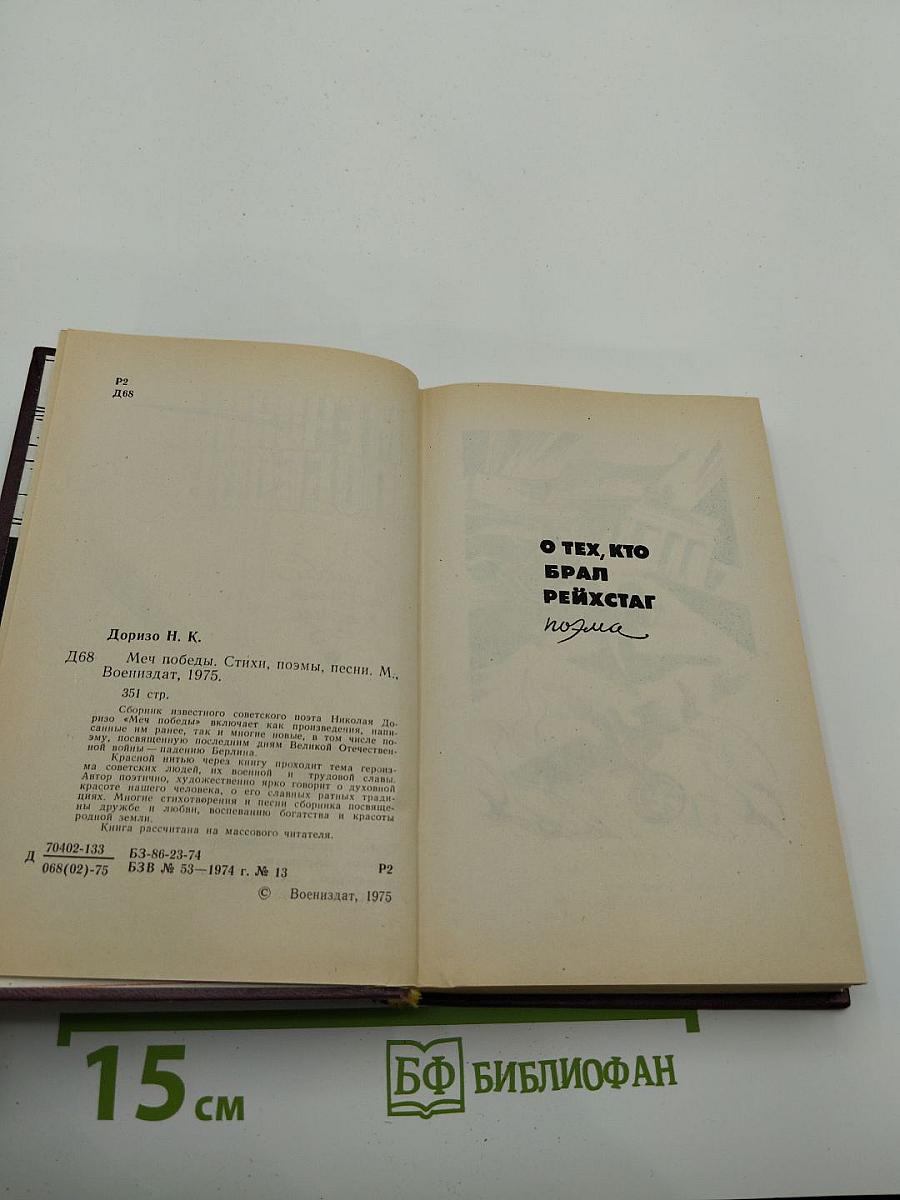 Р2
Д68
Доризо Н. К.
Д68 Меч победы. Стихи, поэмы, песни. М.,
Воениздат, 1975.
351 стр.
Сборник известного советского поэта Николая До-
ризо «Меч победы» включает как произведения, напи-
санные им ранее, так и многие новые, в том числе по-
эму, посвященную последним дням Великой Отечествен-
ной войны — падению Берлина.
Красной нитью через книгу проходит тема героиз-
ма советских людей, их военной и трудовой славы.
Автор поэтично, художественно ярко говорит о духовной
красоте нашего человека, о его славных ратных тради-
циях. Многие стихотворения и песни сборника посвяще-
ны дружбе и любви, воспеванию богатства и красоты
родной земли.
Книга рассчитана на массового читателя.
Д 70402-133 БЗ-86-23-74
068(02)-75 БЗВ № 53—1974 г. № 13 Р2
© Воениздат, 1975
О ТЕХ, КТО
БРАЛ
РЕЙХСТАГ
поэма
15 см
БФ БИБЛИОФАН